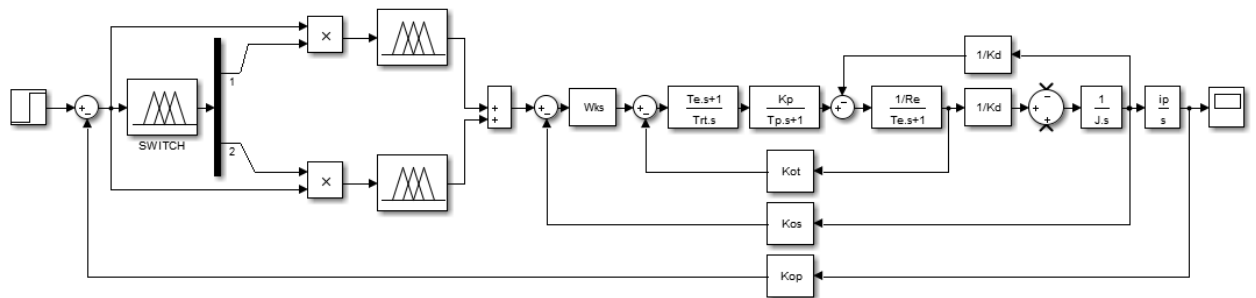 1/Kd
×
SWITCH
1
2
×
+
+
+
−
Wks
+
−
Te.s+1
Trt.s
Kp
Tp.s+1
+
−
1/Re
Te.s+1
1/Kd
−
+
+
1
J.s
ip
s
+
−
Kot
Kos
Kop